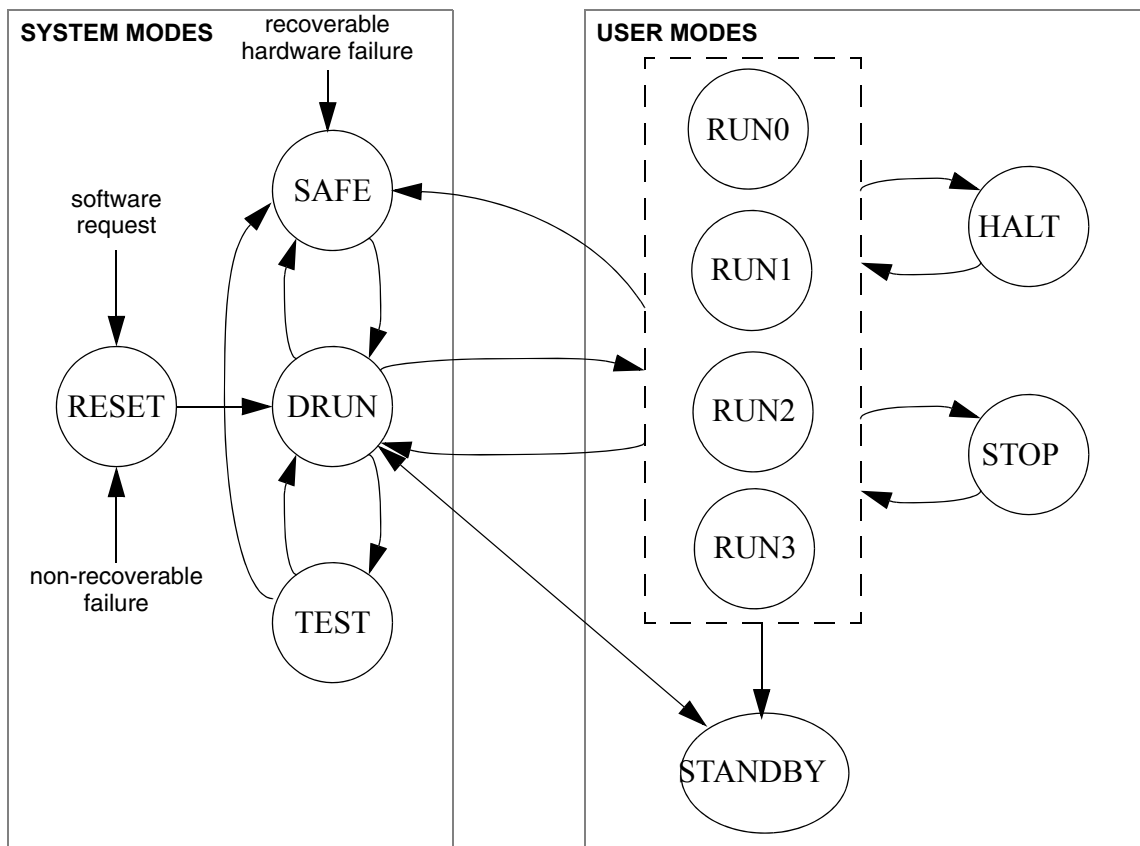 SYSTEM MODES
recoverable
hardware failure
SAFE
software
request
RESET
DRUN
non-recoverable
failure
TEST
USER MODES
RUN0
RUN1
RUN2
RUN3
HALT
STOP
STANDBY